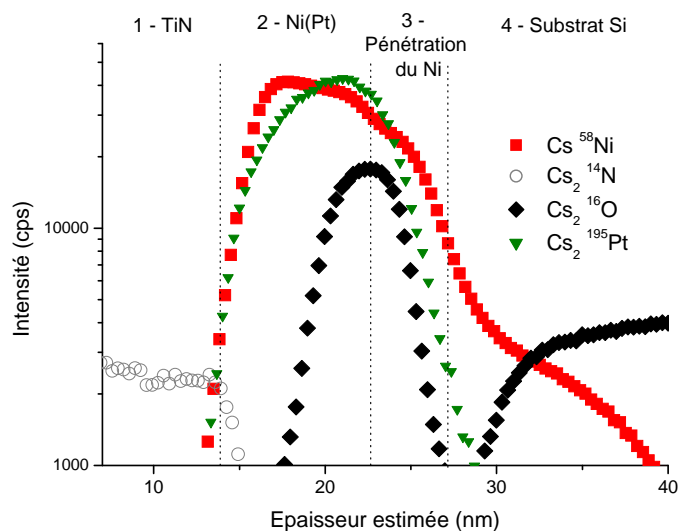 1 - TiN
2 - Ni(Pt)
3 -
Pénétration
du Ni
4 - Substrat Si
Intensité (cps)
10000
1000
Cs ⁵⁸Ni
Cs₂ ¹⁴N
Cs₂ ¹⁶O
Cs₂ ¹⁹⁵Pt
10
20
30
40
Epaisseur estimée (nm)